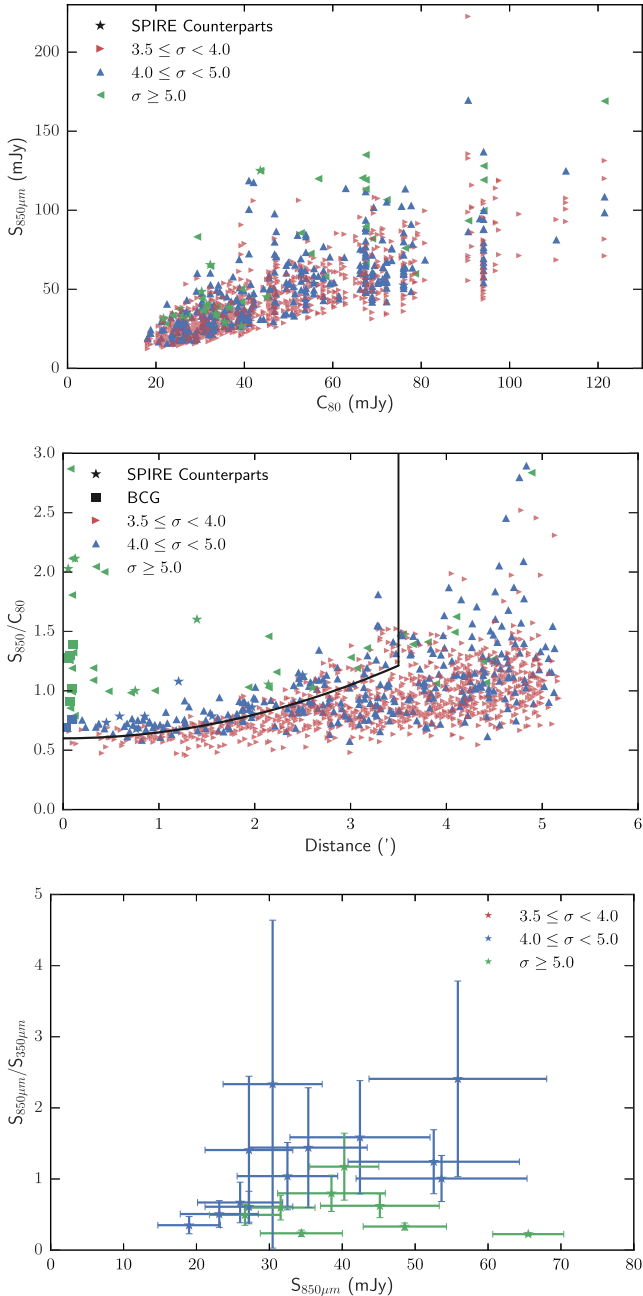 SPIRE Counterparts
3.5 ≤ σ < 4.0
4.0 ≤ σ < 5.0
σ ≥ 5.0
200
150
100
50
0
S850μm (mJy)
0 20 40 60 80 100 120
C80 (mJy)
SPIRE Counterparts
BCG
3.5 ≤ σ < 4.0
4.0 ≤ σ < 5.0
σ ≥ 5.0
3.0
2.5
2.0
1.5
1.0
0.5
0.0
S850/C80
0 1 2 3 4 5 6
Distance (')
3.5 ≤ σ < 4.0
4.0 ≤ σ < 5.0
σ ≥ 5.0
5
4
3
2
1
0
S850μm/S350μm
0 10 20 30 40 50 60 70 80
S850μm (mJy)